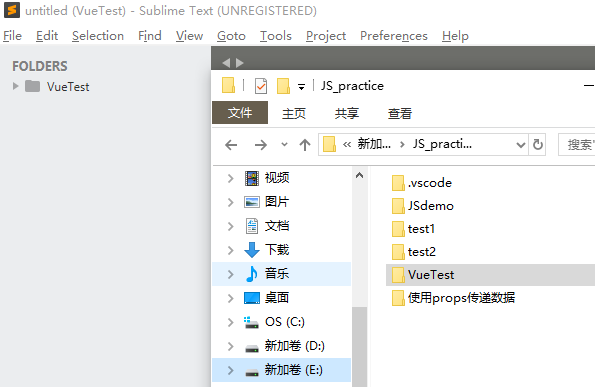 untitled (VueTest) - Sublime Text (UNREGISTERED)
File Edit Selection Find View Goto Tools Project Preferences Help
FOLDERS
VueTest
JS_practice
文件 主页 共享 查看
« 新加... › JS_practi... 搜索"
视频
图片
文档
下载
音乐
桌面
OS (C:)
新加卷 (D:)
新加卷 (E:)
.vscode
JSdemo
test1
test2
VueTest
使用props传递数据